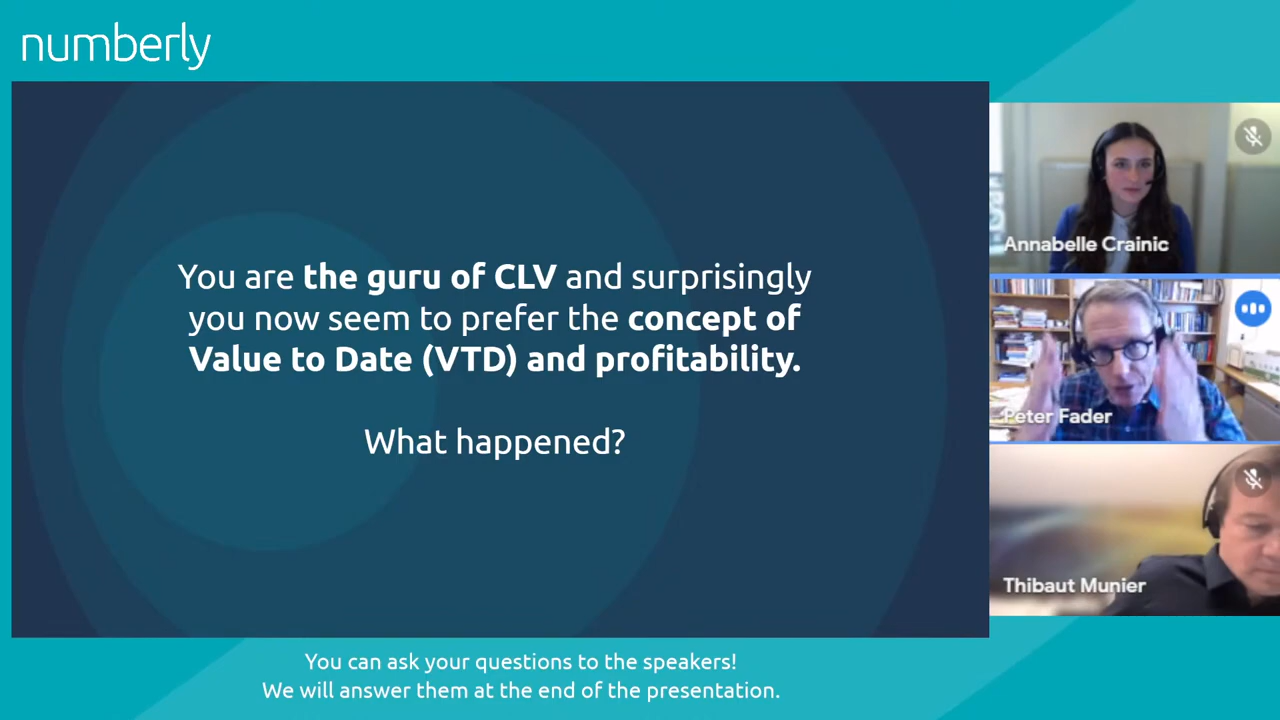 numberly
You are the guru of CLV and surprisingly
you now seem to prefer the concept of
Value to Date (VTD) and profitability.
What happened?
Annabelle Crainic
Peter Fader
Thibaut Munier
You can ask your questions to the speakers!
We will answer them at the end of the presentation.